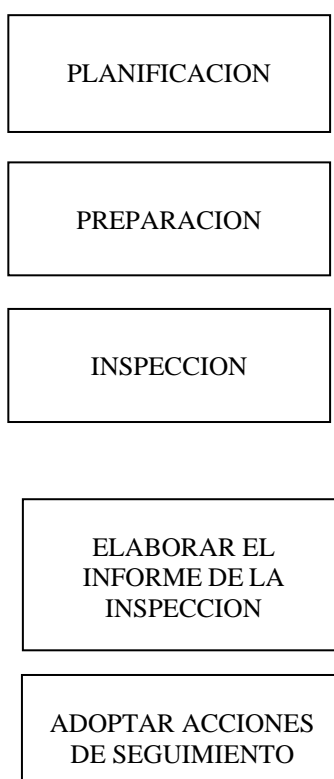 PLANIFICACION
PREPARACION
INSPECCION
ELABORAR EL
INFORME DE LA
INSPECCION
ADOPTAR ACCIONES
DE SEGUIMIENTO